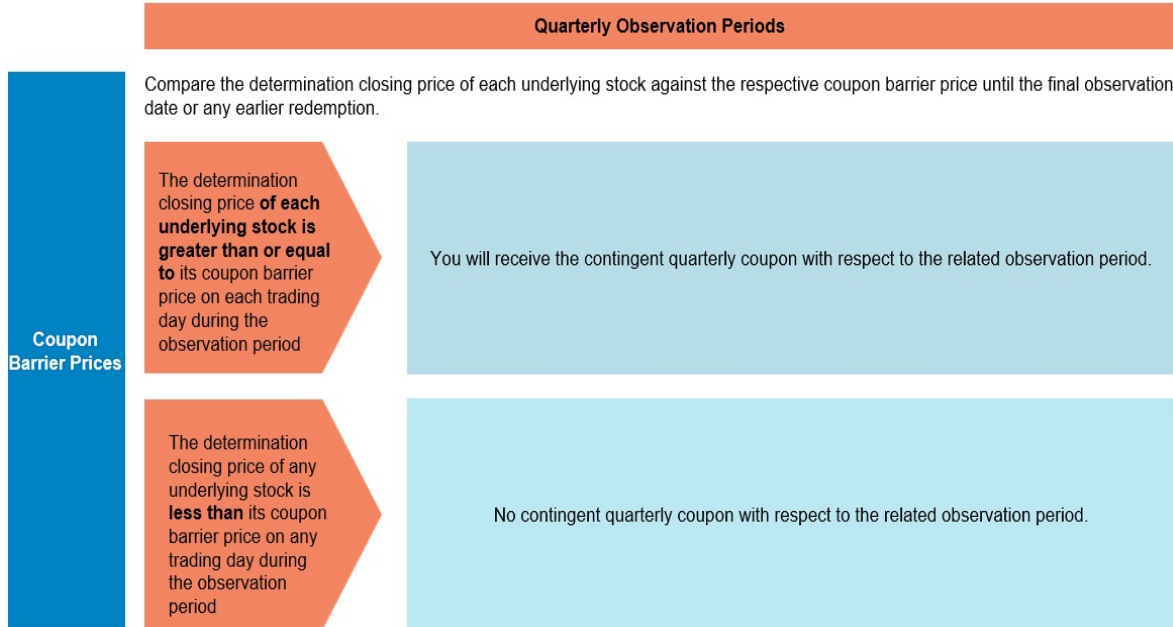 Quarterly Observation Periods
Compare the determination closing price of each underlying stock against the respective coupon barrier price until the final observation
date or any earlier redemption.
Coupon
Barrier Prices
The determination
closing price of each
underlying stock is
greater than or equal
to its coupon barrier
price on each trading
day during the
observation period
You will receive the contingent quarterly coupon with respect to the related observation period.
The determination
closing price of any
underlying stock is
less than its coupon
barrier price on any
trading day during
the observation
period
No contingent quarterly coupon with respect to the related observation period.